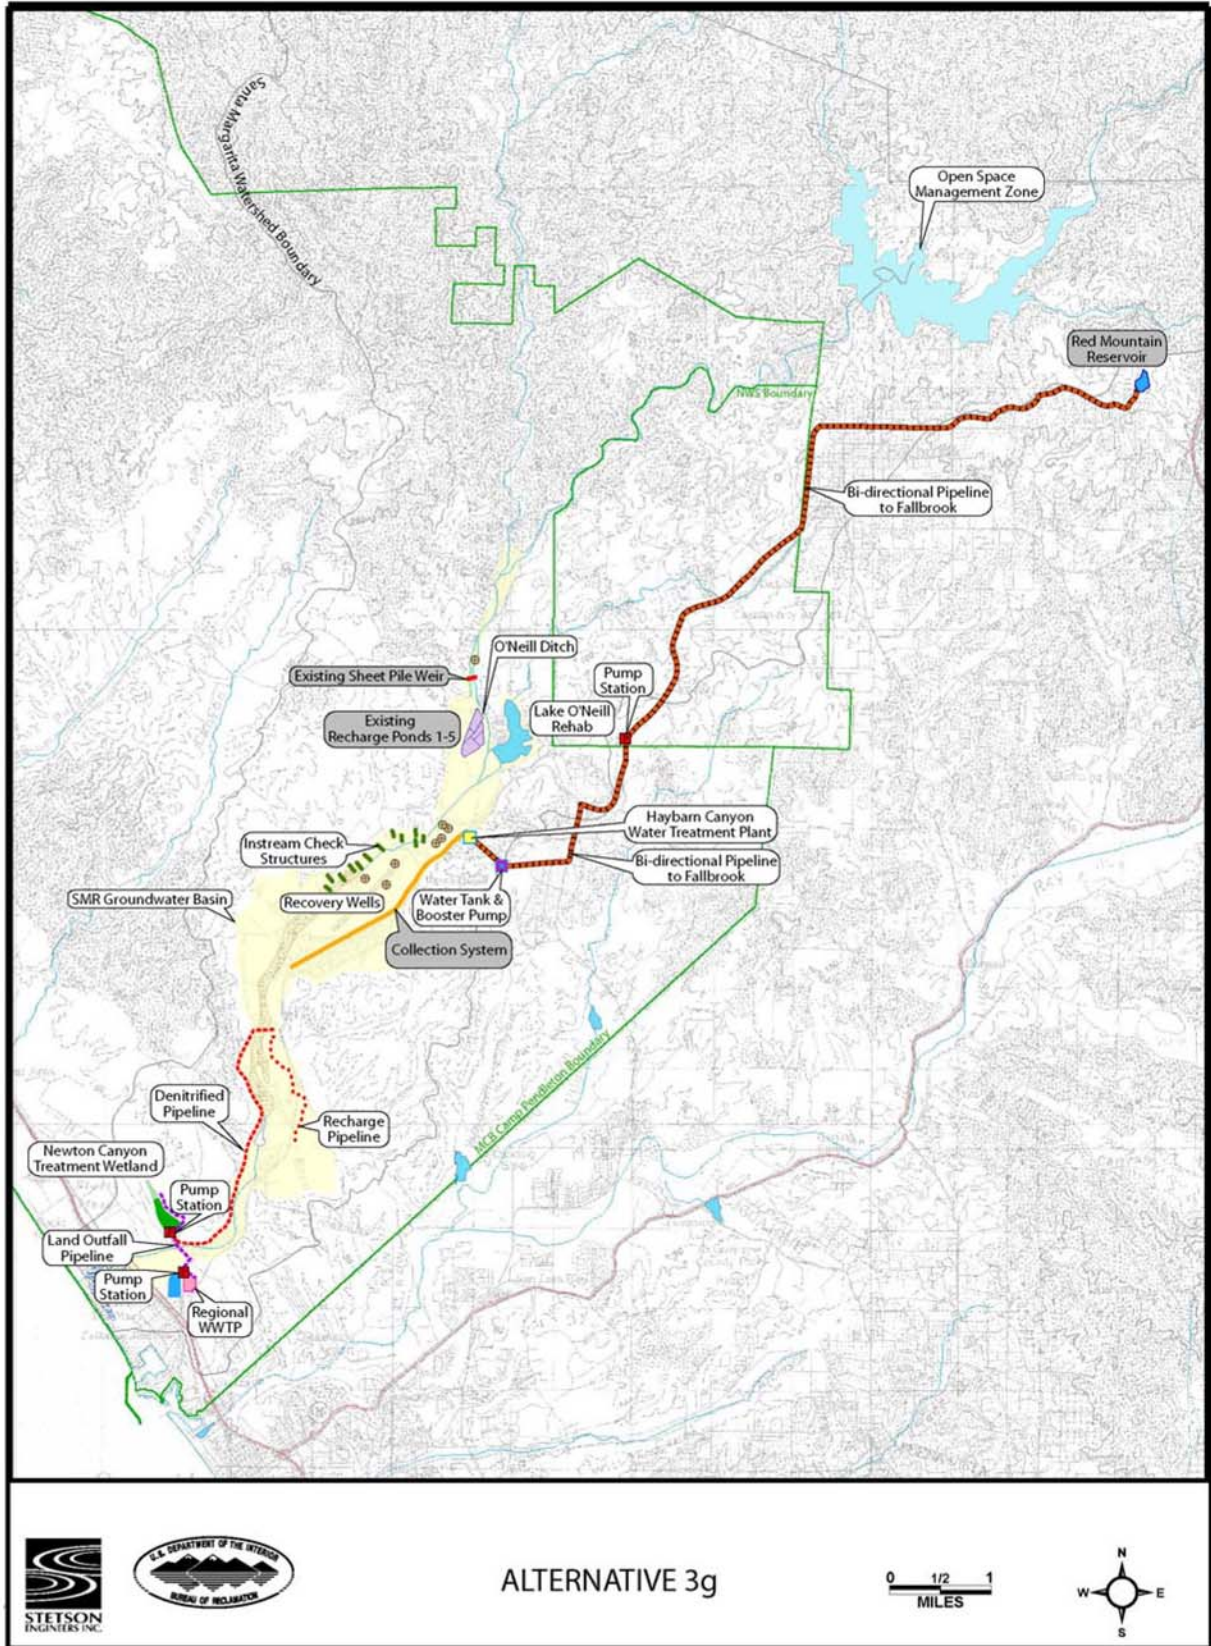 Santa Margarita Watershed Boundary
Open Space
Management Zone
Red Mountain
Reservoir
NWS Boundary
Bi-directional Pipeline
to Fallbrook
O'Neill Ditch
Existing Sheet Pile Weir
Pump
Station
Lake O'Neill
Rehab
Existing
Recharge Ponds 1-5
Haybarn Canyon
Water Treatment Plant
Instream Check
Structures
Bi-directional Pipeline
to Fallbrook
SMR Groundwater Basin
Recovery Wells
Water Tank &
Booster Pump
Collection System
MCB Camp Pendleton Boundary
Denitrified
Pipeline
Recharge
Pipeline
Newton Canyon
Treatment Wetland
Pump
Station
Land Outfall
Pipeline
Pump
Station
Regional
WWTP
STETSON
ENGINEERS INC.
U.S. DEPARTMENT OF THE INTERIOR
BUREAU OF RECLAMATION
ALTERNATIVE 3g
0 1/2 1
MILES
N
W E
S